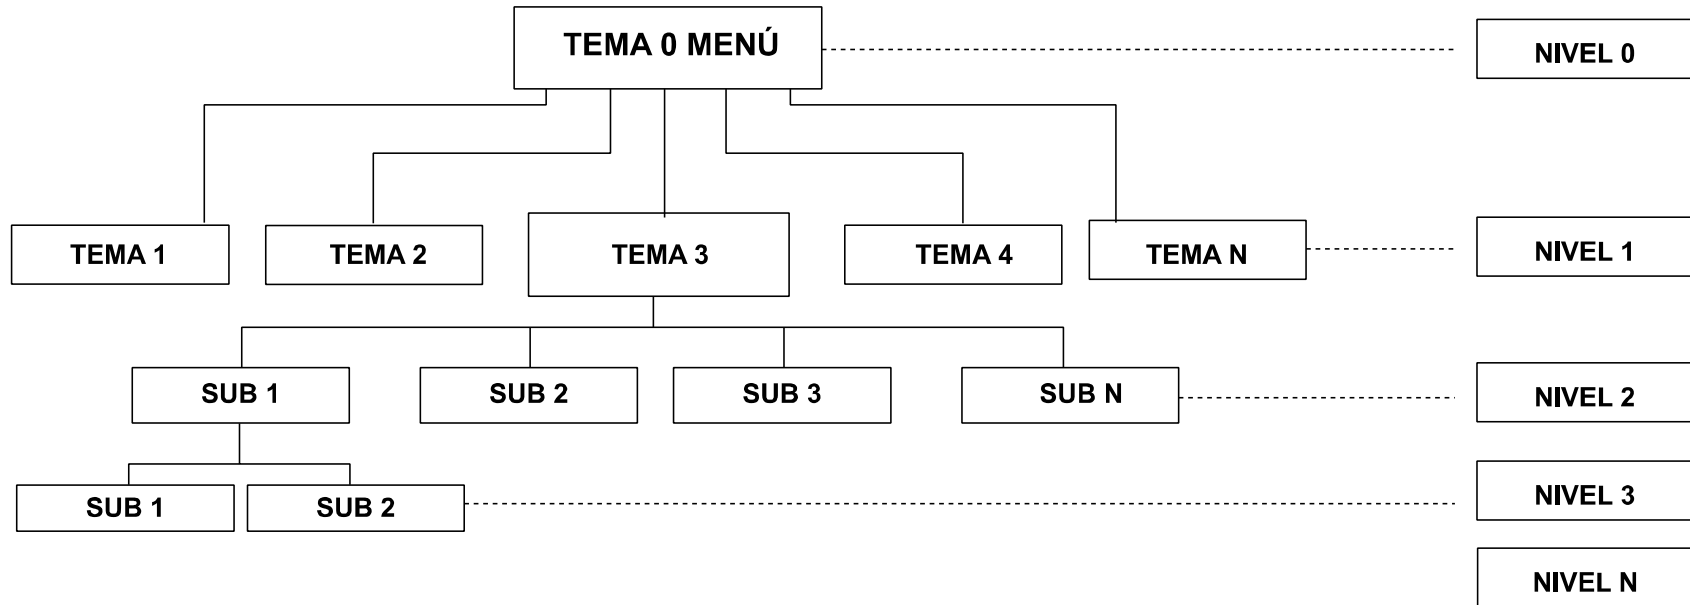 TEMA 0 MENÚ
NIVEL 0
TEMA 1
TEMA 2
TEMA 3
TEMA 4
TEMA N
NIVEL 1
SUB 1
SUB 2
SUB 3
SUB N
NIVEL 2
SUB 1
SUB 2
NIVEL 3
NIVEL N